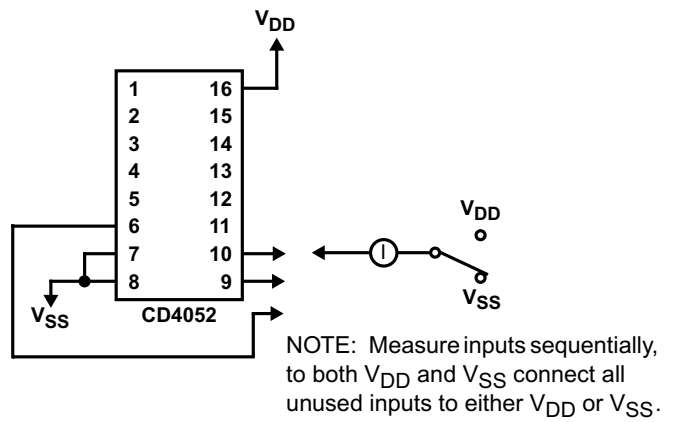 VDD
1 16
2 15
3 14
4 13
5 12
6 11
7 10
8 9
VSS
CD4052
I
VDD
VSS
NOTE: Measure inputs sequentially,
to both VDD and VSS connect all
unused inputs to either VDD or VSS.